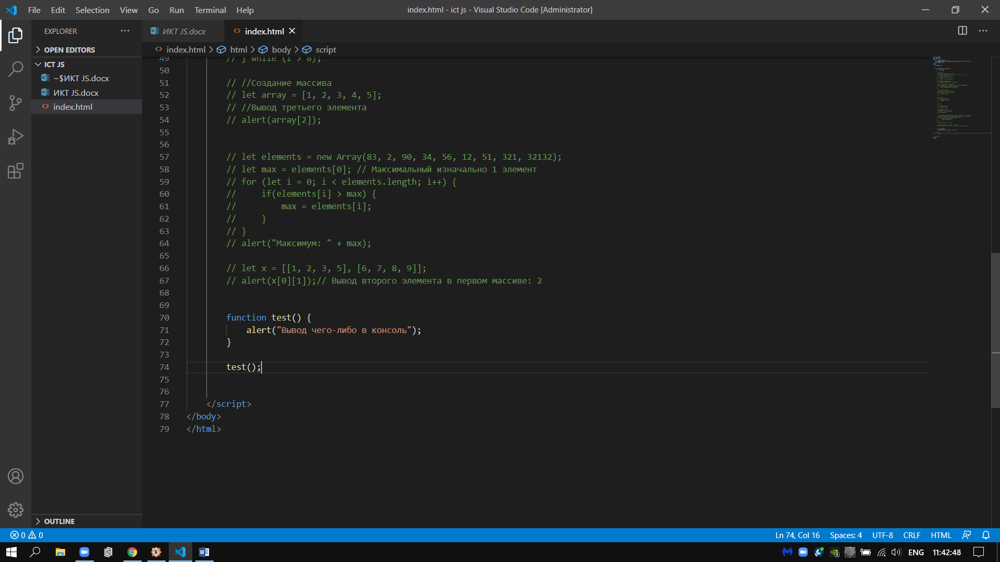 File Edit Selection View Go Run Terminal Help
index.html - ict js - Visual Studio Code [Administrator]
EXPLORER
OPEN EDITORS
ICT JS
~$ИКТ JS.docx
ИКТ JS.docx
index.html
OUTLINE
ИКТ JS.docx
index.html
index.html > html > body > script
49 // } while (i > 8);
50
51 // //Создание массива
52 // let array = [1, 2, 3, 4, 5];
53 // //Вывод третьего элемента
54 // alert(array[2]);
55
56
57 // let elements = new Array(83, 2, 90, 34, 56, 12, 51, 321, 32132);
58 // let max = elements[0]; // Максимальный изначально 1 элемент
59 // for (let i = 0; i < elements.length; i++) {
60 //     if(elements[i] > max) {
61 //         max = elements[i];
62 //     }
63 // }
64 // alert("Максимум: " + max);
65
66 // let x = [[1, 2, 3, 5], [6, 7, 8, 9]];
67 // alert(x[0][1]);// Вывод второго элемента в первом массиве: 2
68
69
70 function test() {
71     alert("Вывод чего-либо в консоль");
72 }
73
74 test();
75
76
77 </script>
78 </body>
79 </html>
0 0
Ln 74, Col 16 Spaces: 4 UTF-8 CRLF HTML
ENG 11:42:48